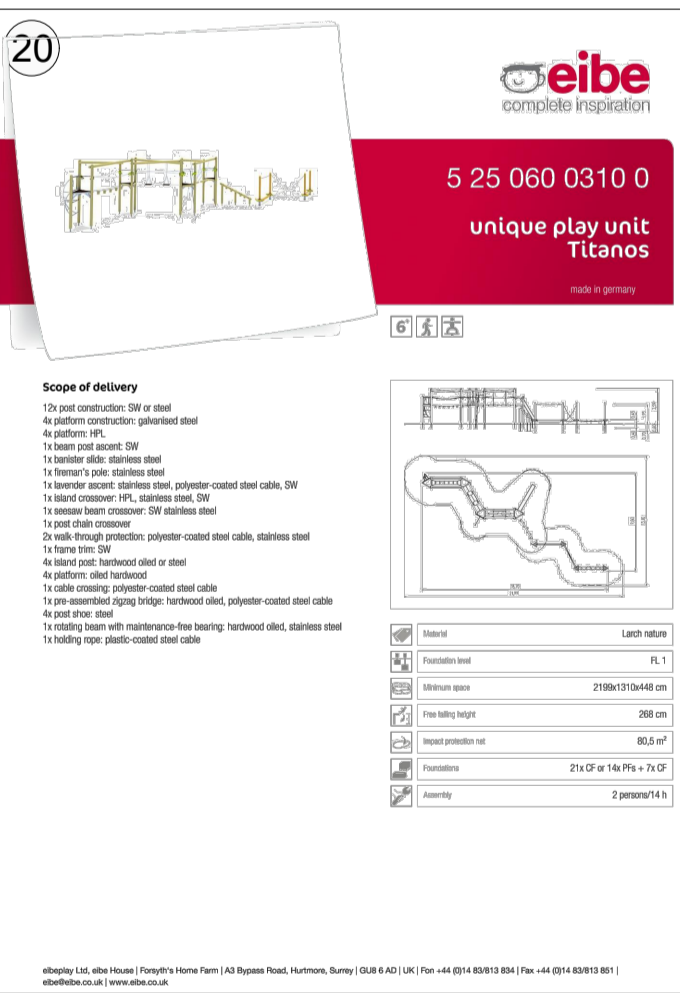 20
eibe
complete inspiration
5 25 060 0310 0
unique play unit
Titanos
made in germany
6+
Scope of delivery
12x post construction: SW or steel
4x platform construction: galvanised steel
4x platform: HPL
1x beam post ascent: SW
1x banister slide: stainless steel
1x fireman's pole: stainless steel
1x lavender ascent: stainless steel, polyester-coated steel cable, SW
1x island crossover: HPL, stainless steel, SW
1x seesaw beam crossover: SW stainless steel
1x post chain crossover
2x walk-through protection: polyester-coated steel cable, stainless steel
1x frame trim: SW
4x island post: hardwood oiled or steel
4x platform: oiled hardwood
1x cable crossing: polyester-coated steel cable
1x pre-assembled zigzag bridge: hardwood oiled, polyester-coated steel cable
4x post shoe: steel
1x rotating beam with maintenance-free bearing: hardwood oiled, stainless steel
1x holding rope: plastic-coated steel cable
Material Larch nature
Foundation level FL 1
Minimum space 2199x1310x448 cm
Free falling height 268 cm
Impact protection net 80,5 m²
Foundations 21x CF or 14x PFs + 7x CF
Assembly 2 persons/14 h
eibeplay Ltd, eibe House | Forsyth's Home Farm | A3 Bypass Road, Hurtmore, Surrey | GU8 6 AD | UK | Fon +44 (0)14 83/813 834 | Fax +44 (0)14 83/813 851 |
eibe@eibe.co.uk | www.eibe.co.uk